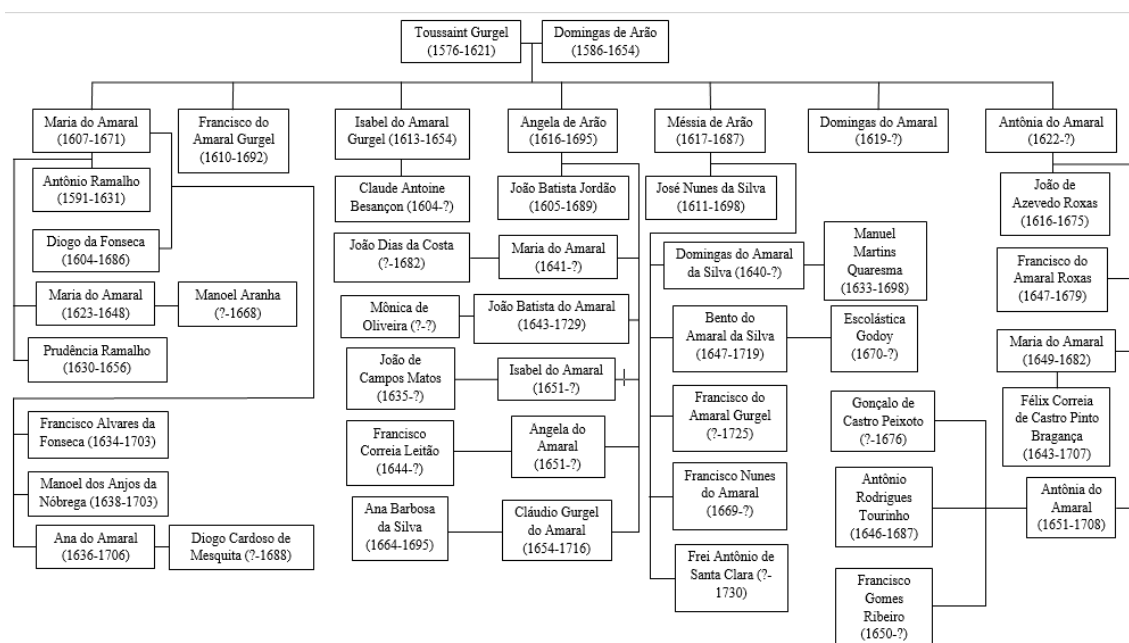 Toussaint Gurgel
(1576-1621)
Domingas de Arão
(1586-1654)
Maria do Amaral
(1607-1671)
Francisco do
Amaral Gurgel
(1610-1692)
Isabel do Amaral
Gurgel (1613-1654)
Angela de Arão
(1616-1695)
Méssia de Arão
(1617-1687)
Domingas do Amaral
(1619-?)
Antônia do Amaral
(1622-?)
Antônio Ramalho
(1591-1631)
Diogo da Fonseca
(1604-1686)
Maria do Amaral
(1623-1648)
Manoel Aranha
(?-1668)
Prudência Ramalho
(1630-1656)
Francisco Alvares da
Fonseca (1634-1703)
Manoel dos Anjos da
Nóbrega (1638-1703)
Ana do Amaral
(1636-1706)
Diogo Cardoso de
Mesquita (?-1688)
Claude Antoine
Besançon (1604-?)
João Batista Jordão
(1605-1689)
João Dias da Costa
(?-1682)
Maria do Amaral
(1641-?)
Mônica de
Oliveira (?-?)
João Batista do Amaral
(1643-1729)
João de
Campos Matos
(1635-?)
Isabel do Amaral
(1651-?)
Francisco
Correia Leitão
(1644-?)
Angela do
Amaral
(1651-?)
Ana Barbosa
da Silva
(1664-1695)
Cláudio Gurgel
do Amaral
(1654-1716)
José Nunes da Silva
(1611-1698)
Domingas do Amaral
da Silva (1640-?)
Manuel
Martins
Quaresma
(1633-1698)
Bento do
Amaral da Silva
(1647-1719)
Escolástica
Godoy
(1670-?)
Francisco do
Amaral Gurgel
(?-1725)
Francisco Nunes
do Amaral
(1669-?)
Frei Antônio de
Santa Clara (?-
1730)
João de
Azevedo Roxas
(1616-1675)
Francisco do
Amaral Roxas
(1647-1679)
Maria do Amaral
(1649-1682)
Félix Correia
de Castro Pinto
Bragança
(1643-1707)
Gonçalo de
Castro Peixoto
(?-1676)
Antônio
Rodrigues
Tourinho
(1646-1687)
Antônia do
Amaral
(1651-1708)
Francisco
Gomes
Ribeiro
(1650-?)